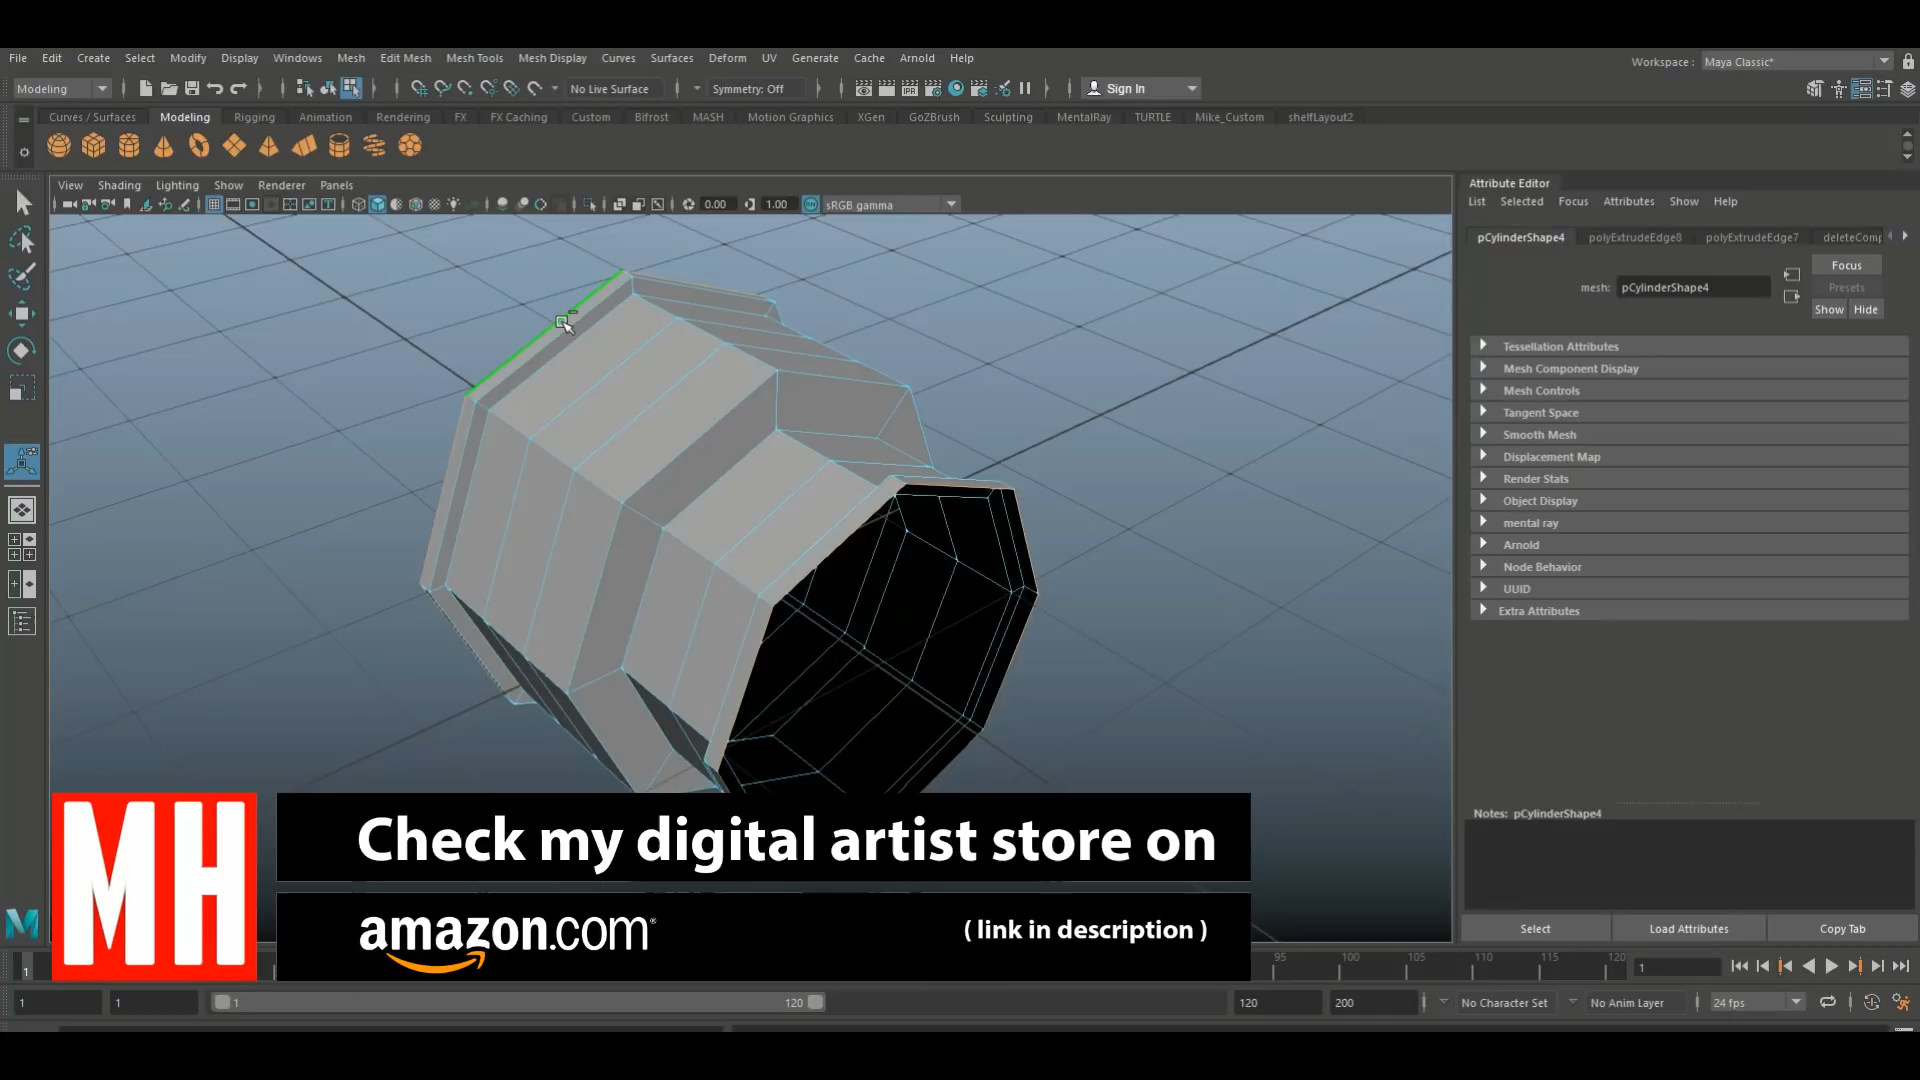 File Edit Create Select Modify Display Windows Mesh Edit Mesh Mesh Tools Mesh Display Curves Surfaces Deform UV Generate Cache Arnold Help
Workspace : Maya Classic*
Modeling No Live Surface Symmetry: Off IPR Sign In
Curves / Surfaces Modeling Rigging Animation Rendering FX FX Caching Custom Bifrost MASH Motion Graphics XGen GoZBrush Sculpting MentalRay TURTLE Mike_Custom shelfLayout2
View Shading Lighting Show Renderer Panels
0.00 1.00 sRGB gamma
Attribute Editor
List Selected Focus Attributes Show Help
pCylinderShape4 polyExtrudeEdge8 polyExtrudeEdge7 deleteComp
Focus
mesh: pCylinderShape4 Presets
Show Hide
Tessellation Attributes
Mesh Component Display
Mesh Controls
Tangent Space
Smooth Mesh
Displacement Map
Render Stats
Object Display
mental ray
Arnold
Node Behavior
UUID
Extra Attributes
Notes: pCylinderShape4
Select Load Attributes Copy Tab
MH
Check my digital artist store on
amazon.com
( link in description )
1 95 100 105 110 115 120 1
1 1 1 120 120 200 No Character Set No Anim Layer 24 fps